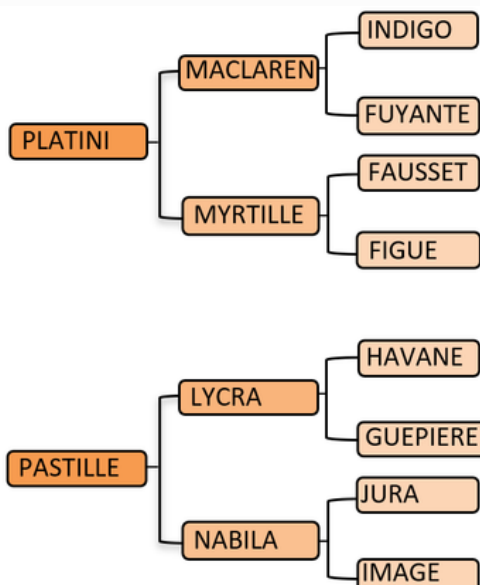 INDIGO
MACLAREN
FUYANTE
PLATINI
FAUSSET
MYRTILLE
FIGUE
HAVANE
LYCRA
GUEPIERE
PASTILLE
JURA
NABILA
IMAGE